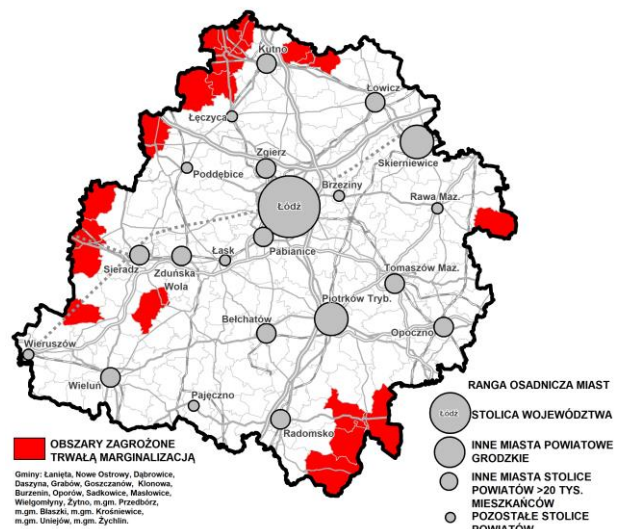 Kutno
Łowicz
Łęczyca
Zgierz
Skierniewice
Poddębice
Brzeziny
Rawa Maz.
Łódź
Pabianice
Łask
Sieradz
Zduńska
Wola
Tomaszów Maz.
Piotrków Tryb.
Bełchatów
Opoczno
Wieruszów
Wieluń
Pajęczno
Radomsko
RANGA OSADNICZA MIAST
Łódź
STOLICA WOJEWÓDZTWA
INNE MIASTA POWIATOWE
GRODZKIE
INNE MIASTA STOLICE
POWIATÓW >20 TYS.
MIESZKAŃCÓW
POZOSTAŁE STOLICE
POWIATÓW
OBSZARY ZAGROŻONE
TRWAŁĄ MARGINALIZACJĄ
Gminy: Łanięta, Nowe Ostrowy, Dąbrowice,
Daszyna, Grabów, Goszczanów, Klonowa,
Burzenin, Oporów, Sadkowice, Masłowice,
Wielgomłyny, Żytno, m.gm. Przedbórz,
m.gm. Błaszki, m.gm. Krośniewice,
m.gm. Uniejów, m.gm. Żychlin.